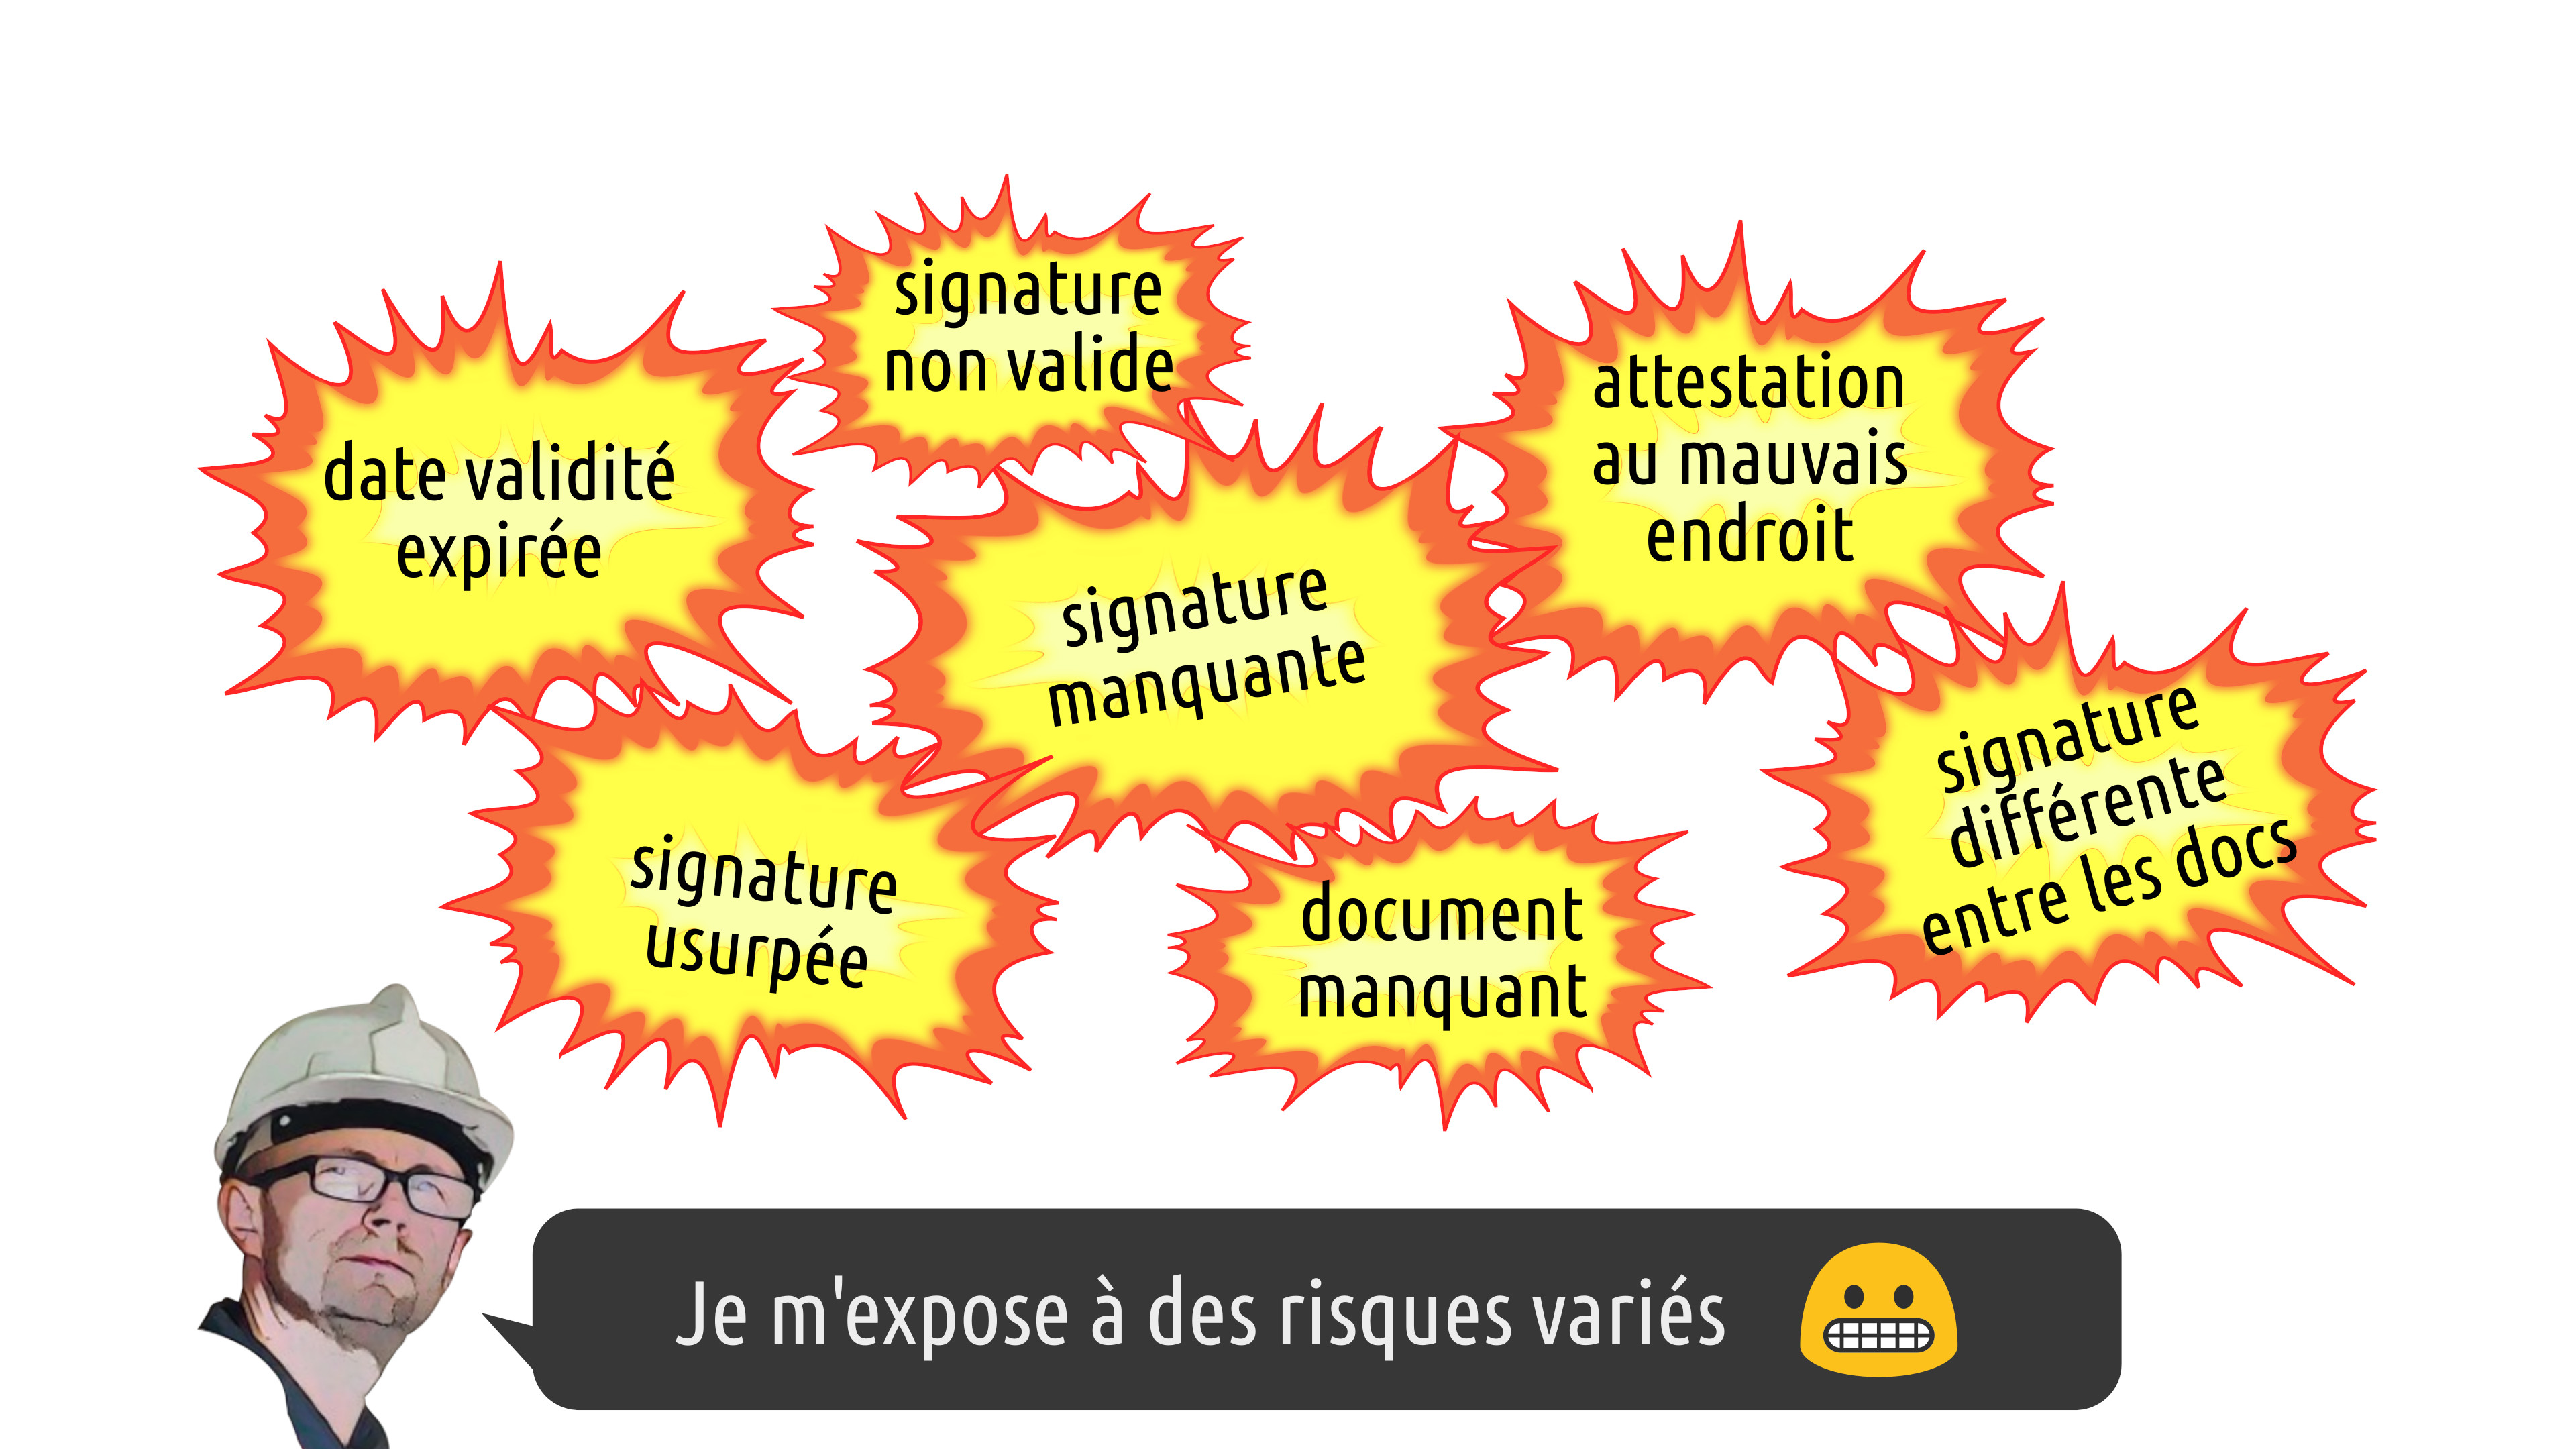 signature
non valide
date validité
expirée
attestation
au mauvais
endroit
signature
manquante
signature
différente
entre les docs
signature
usurpée
document
manquant
Je m'expose à des risques variés